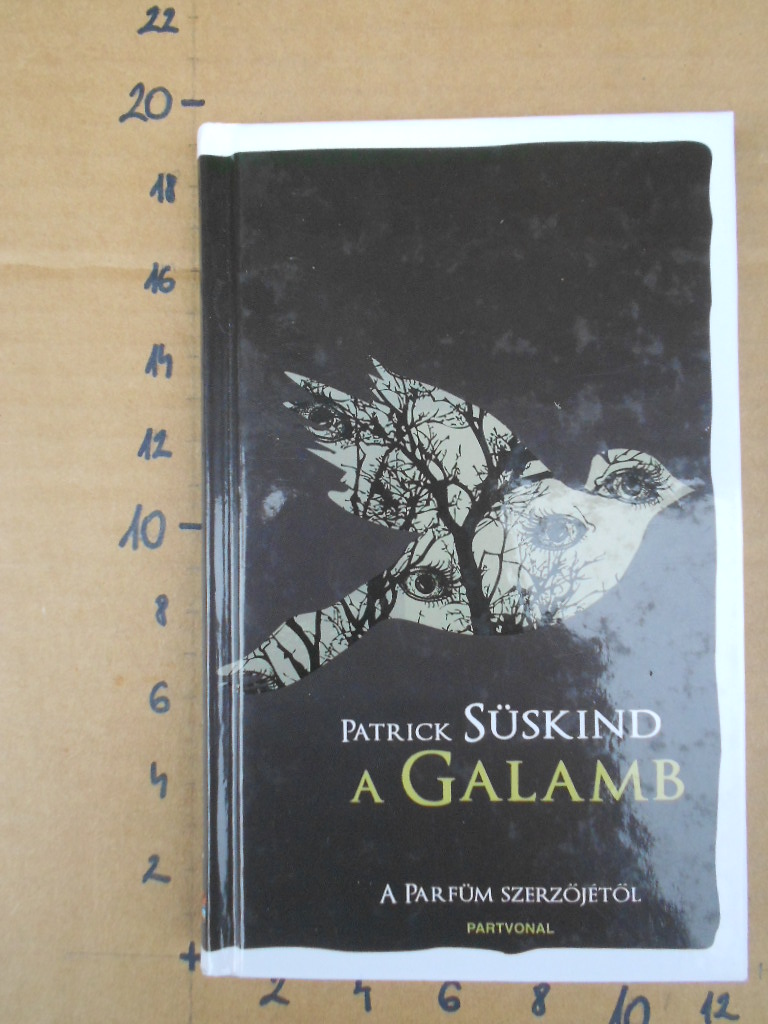 22
20
18
16
14
12
10
8
6
4
2
PATRICK SÜSKIND
A GALAMB
A PARFÜM SZERZŐJÉTŐL
PARTVONAL
2 4 6 8 10 12